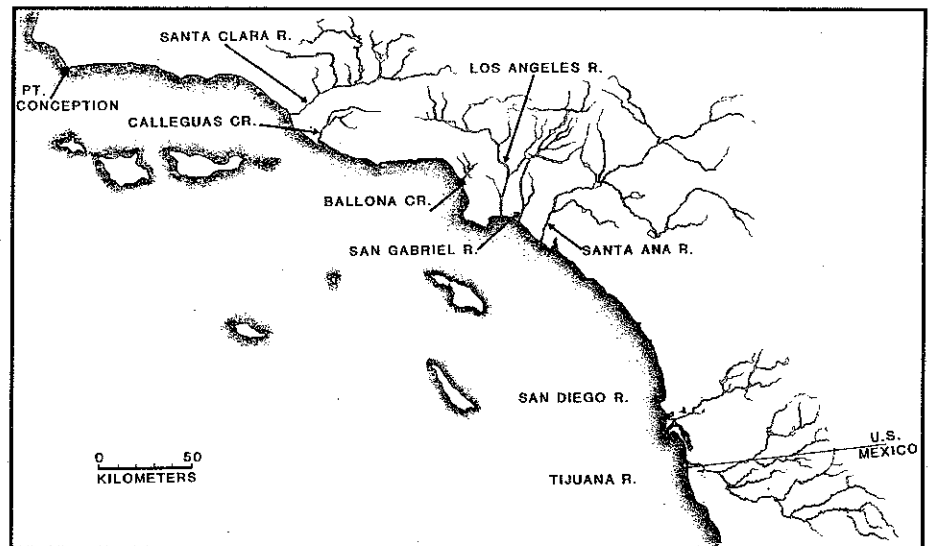 SANTA CLARA R.
LOS ANGELES R.
PT.
CONCEPTION
CALLEGUAS CR.
BALLONA CR.
SAN GABRIEL R.
SANTA ANA R.
SAN DIEGO R.
U.S.
MEXICO
0 50
KILOMETERS
TIJUANA R.